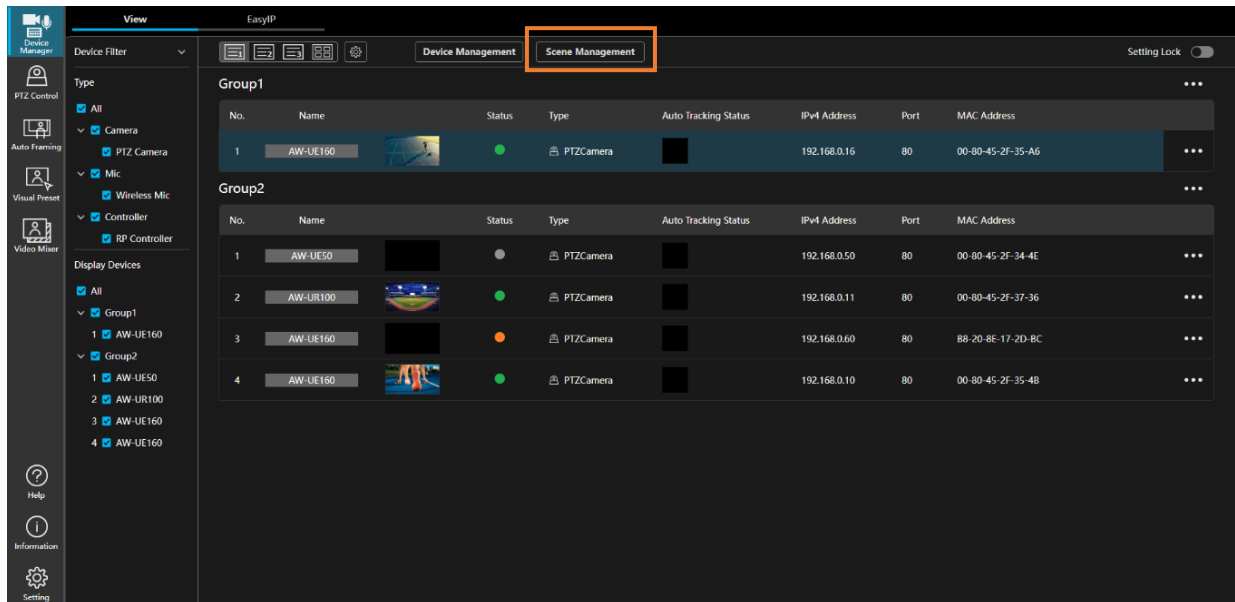 View EasyIP
Device Manager
PTZ Control
Auto Framing
Visual Preset
Video Mixer
Help
Information
Setting
Device Filter
Type
All
Camera
PTZ Camera
Mic
Wireless Mic
Controller
RP Controller
Display Devices
All
Group1
1 AW-UE160
Group2
1 AW-UE50
2 AW-UR100
3 AW-UE160
4 AW-UE160
1 2 3 Device Management Scene Management Setting Lock
Group1
No. Name Status Type Auto Tracking Status IPv4 Address Port MAC Address
1 AW-UE160 PTZCamera 192.168.0.16 80 00-80-45-2F-35-A6
Group2
No. Name Status Type Auto Tracking Status IPv4 Address Port MAC Address
1 AW-UE50 PTZCamera 192.168.0.50 80 00-80-45-2F-34-4E
2 AW-UR100 PTZCamera 192.168.0.11 80 00-80-45-2F-37-36
3 AW-UE160 PTZCamera 192.168.0.60 80 B8-20-8E-17-2D-BC
4 AW-UE160 PTZCamera 192.168.0.10 80 00-80-45-2F-35-4B